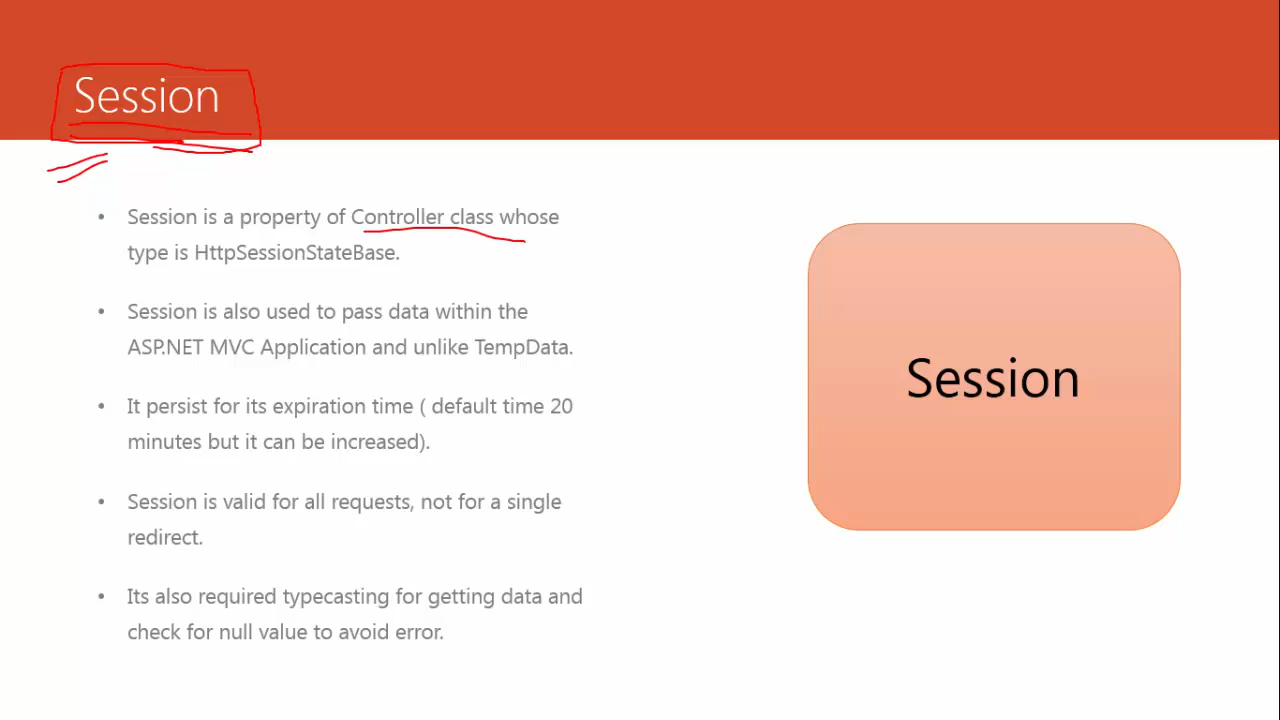 Session
• Session is a property of Controller class whose
type is HttpSessionStateBase.
• Session is also used to pass data within the
ASP.NET MVC Application and unlike TempData.
• It persist for its expiration time ( default time 20
minutes but it can be increased).
• Session is valid for all requests, not for a single
redirect.
• Its also required typecasting for getting data and
check for null value to avoid error.
Session